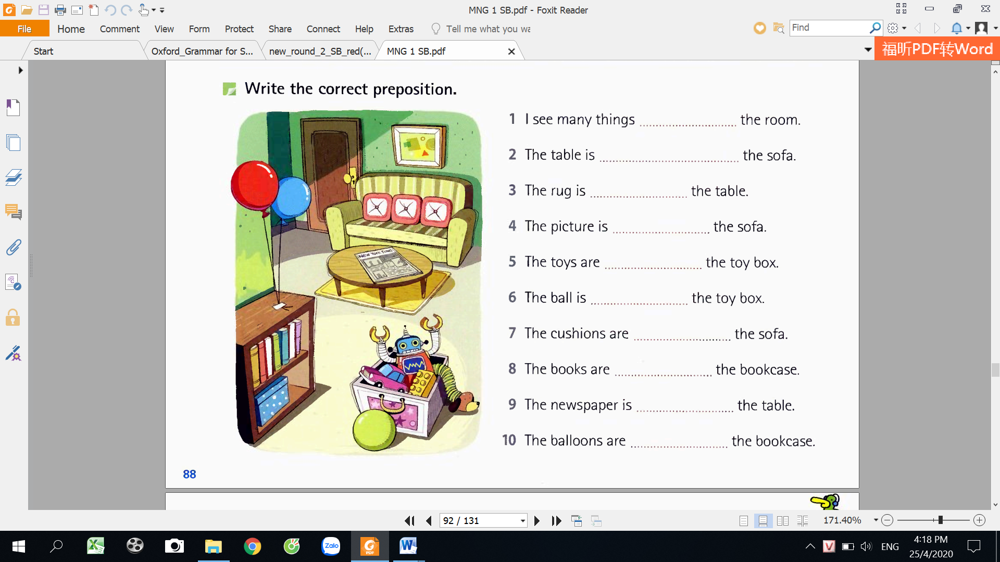 MNG 1 SB.pdf - Foxit Reader
File Home Comment View Form Protect Share Connect Help Extras Tell me what you wa
Find
Start Oxford_Grammar for S... new_round_2_SB_red(... MNG 1 SB.pdf
福昕PDF转Word
Write the correct preposition.
New York Times
1 I see many things ........................ the room.
2 The table is ........................ the sofa.
3 The rug is ........................ the table.
4 The picture is ........................ the sofa.
5 The toys are ........................ the toy box.
6 The ball is ........................ the toy box.
7 The cushions are ........................ the sofa.
8 The books are ........................ the bookcase.
9 The newspaper is ........................ the table.
10 The balloons are ........................ the bookcase.
88
92 / 131
171.40%
Zalo
PDF
ENG
4:18 PM
25/4/2020